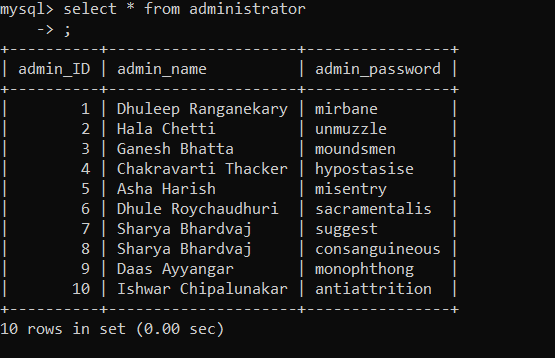 mysql> select * from administrator
    -> ;
+----------+--------------------+----------------+
| admin_ID | admin_name         | admin_password |
+----------+--------------------+----------------+
|        1 | Dhuleep Ranganekary | mirbane        |
|        2 | Hala Chetti        | unmuzzle       |
|        3 | Ganesh Bhatta      | moundsmen      |
|        4 | Chakravarti Thacker | hypostasise    |
|        5 | Asha Harish        | misentry       |
|        6 | Dhule Roychaudhuri | sacramentalis  |
|        7 | Sharya Bhardvaj    | suggest        |
|        8 | Sharya Bhardvaj    | consanguineous |
|        9 | Daas Ayyangar      | monophthong    |
|       10 | Ishwar Chipalunakar | antiattrition  |
+----------+--------------------+----------------+
10 rows in set (0.00 sec)